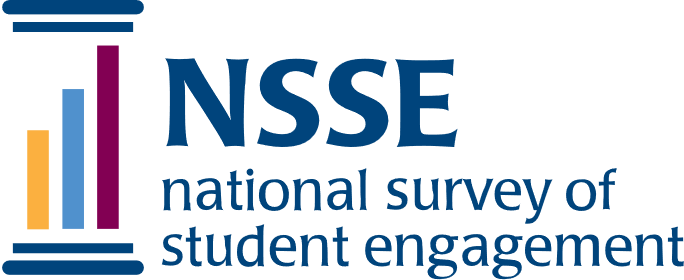 NSSE
national survey of
student engagement